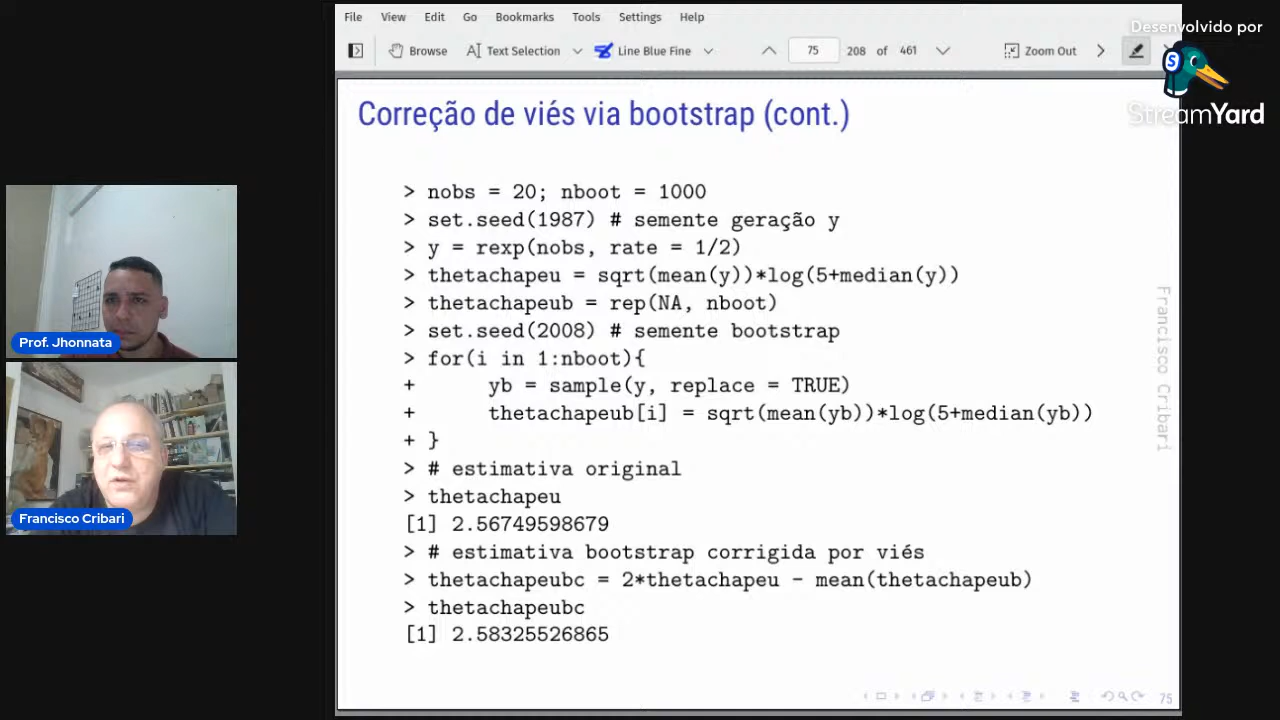 File View Edit Go Bookmarks Tools Settings Help
Browse Text Selection Line Blue Fine 75 208 of 461 Zoom Out
Desenvolvido por
StreamYard
Correção de viés via bootstrap (cont.)
> nobs = 20; nboot = 1000
> set.seed(1987) # semente geração y
> y = rexp(nobs, rate = 1/2)
> thetachapeu = sqrt(mean(y))*log(5+median(y))
> thetachapeub = rep(NA, nboot)
> set.seed(2008) # semente bootstrap
> for(i in 1:nboot){
+ yb = sample(y, replace = TRUE)
+ thetachapeub[i] = sqrt(mean(yb))*log(5+median(yb))
+ }
> # estimativa original
> thetachapeu
[1] 2.56749598679
> # estimativa bootstrap corrigida por viés
> thetachapeubc = 2*thetachapeu - mean(thetachapeub)
> thetachapeubc
[1] 2.58325526865
Francisco Cribari
75
Prof. Jhonnata
Francisco Cribari